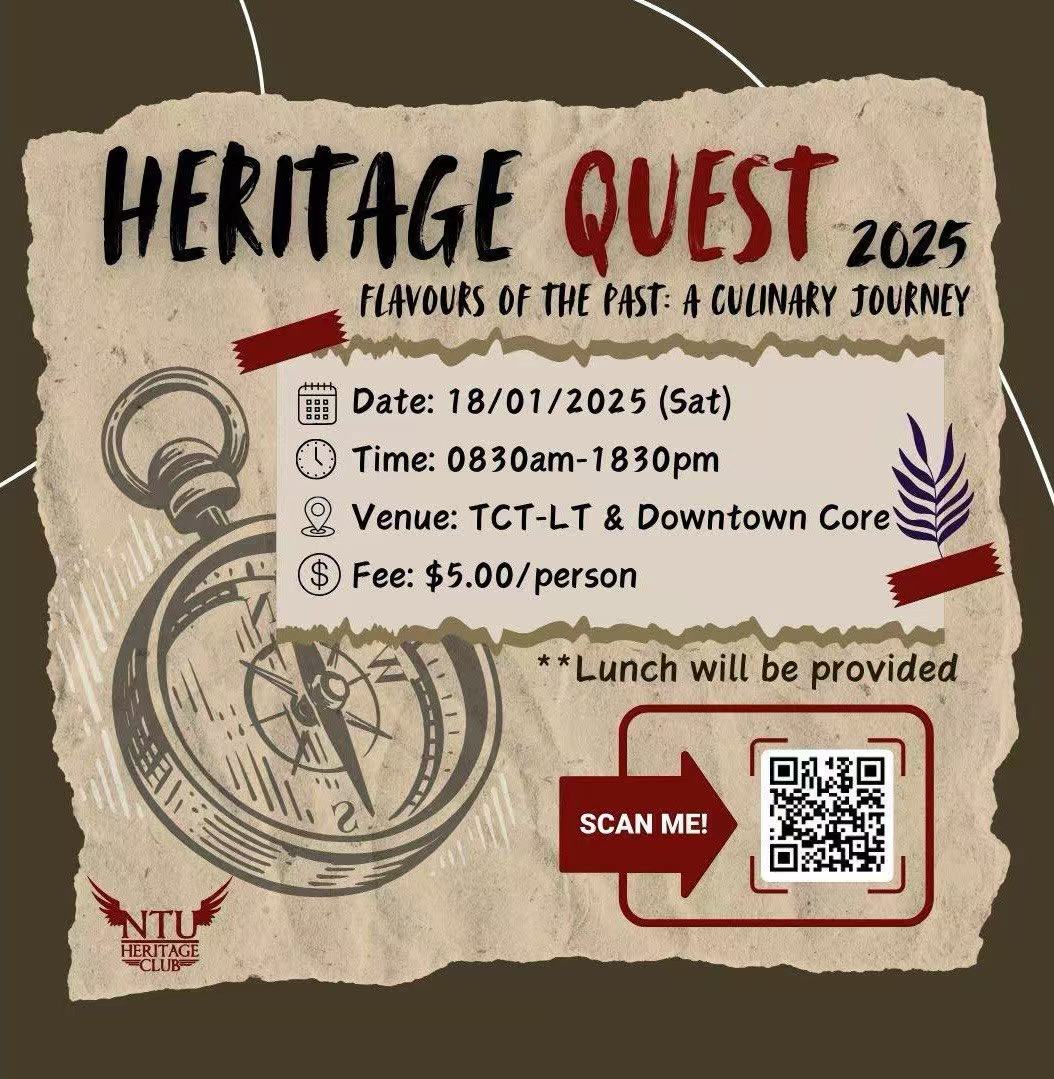 HERITAGE QUEST 2025
FLAVOURS OF THE PAST: A CULINARY JOURNEY
Date: 18/01/2025 (Sat)
Time: 0830am-1830pm
Venue: TCT-LT & Downtown Core
Fee: $5.00/person
**Lunch will be provided
SCAN ME!
N
S
NTU
HERITAGE
CLUB